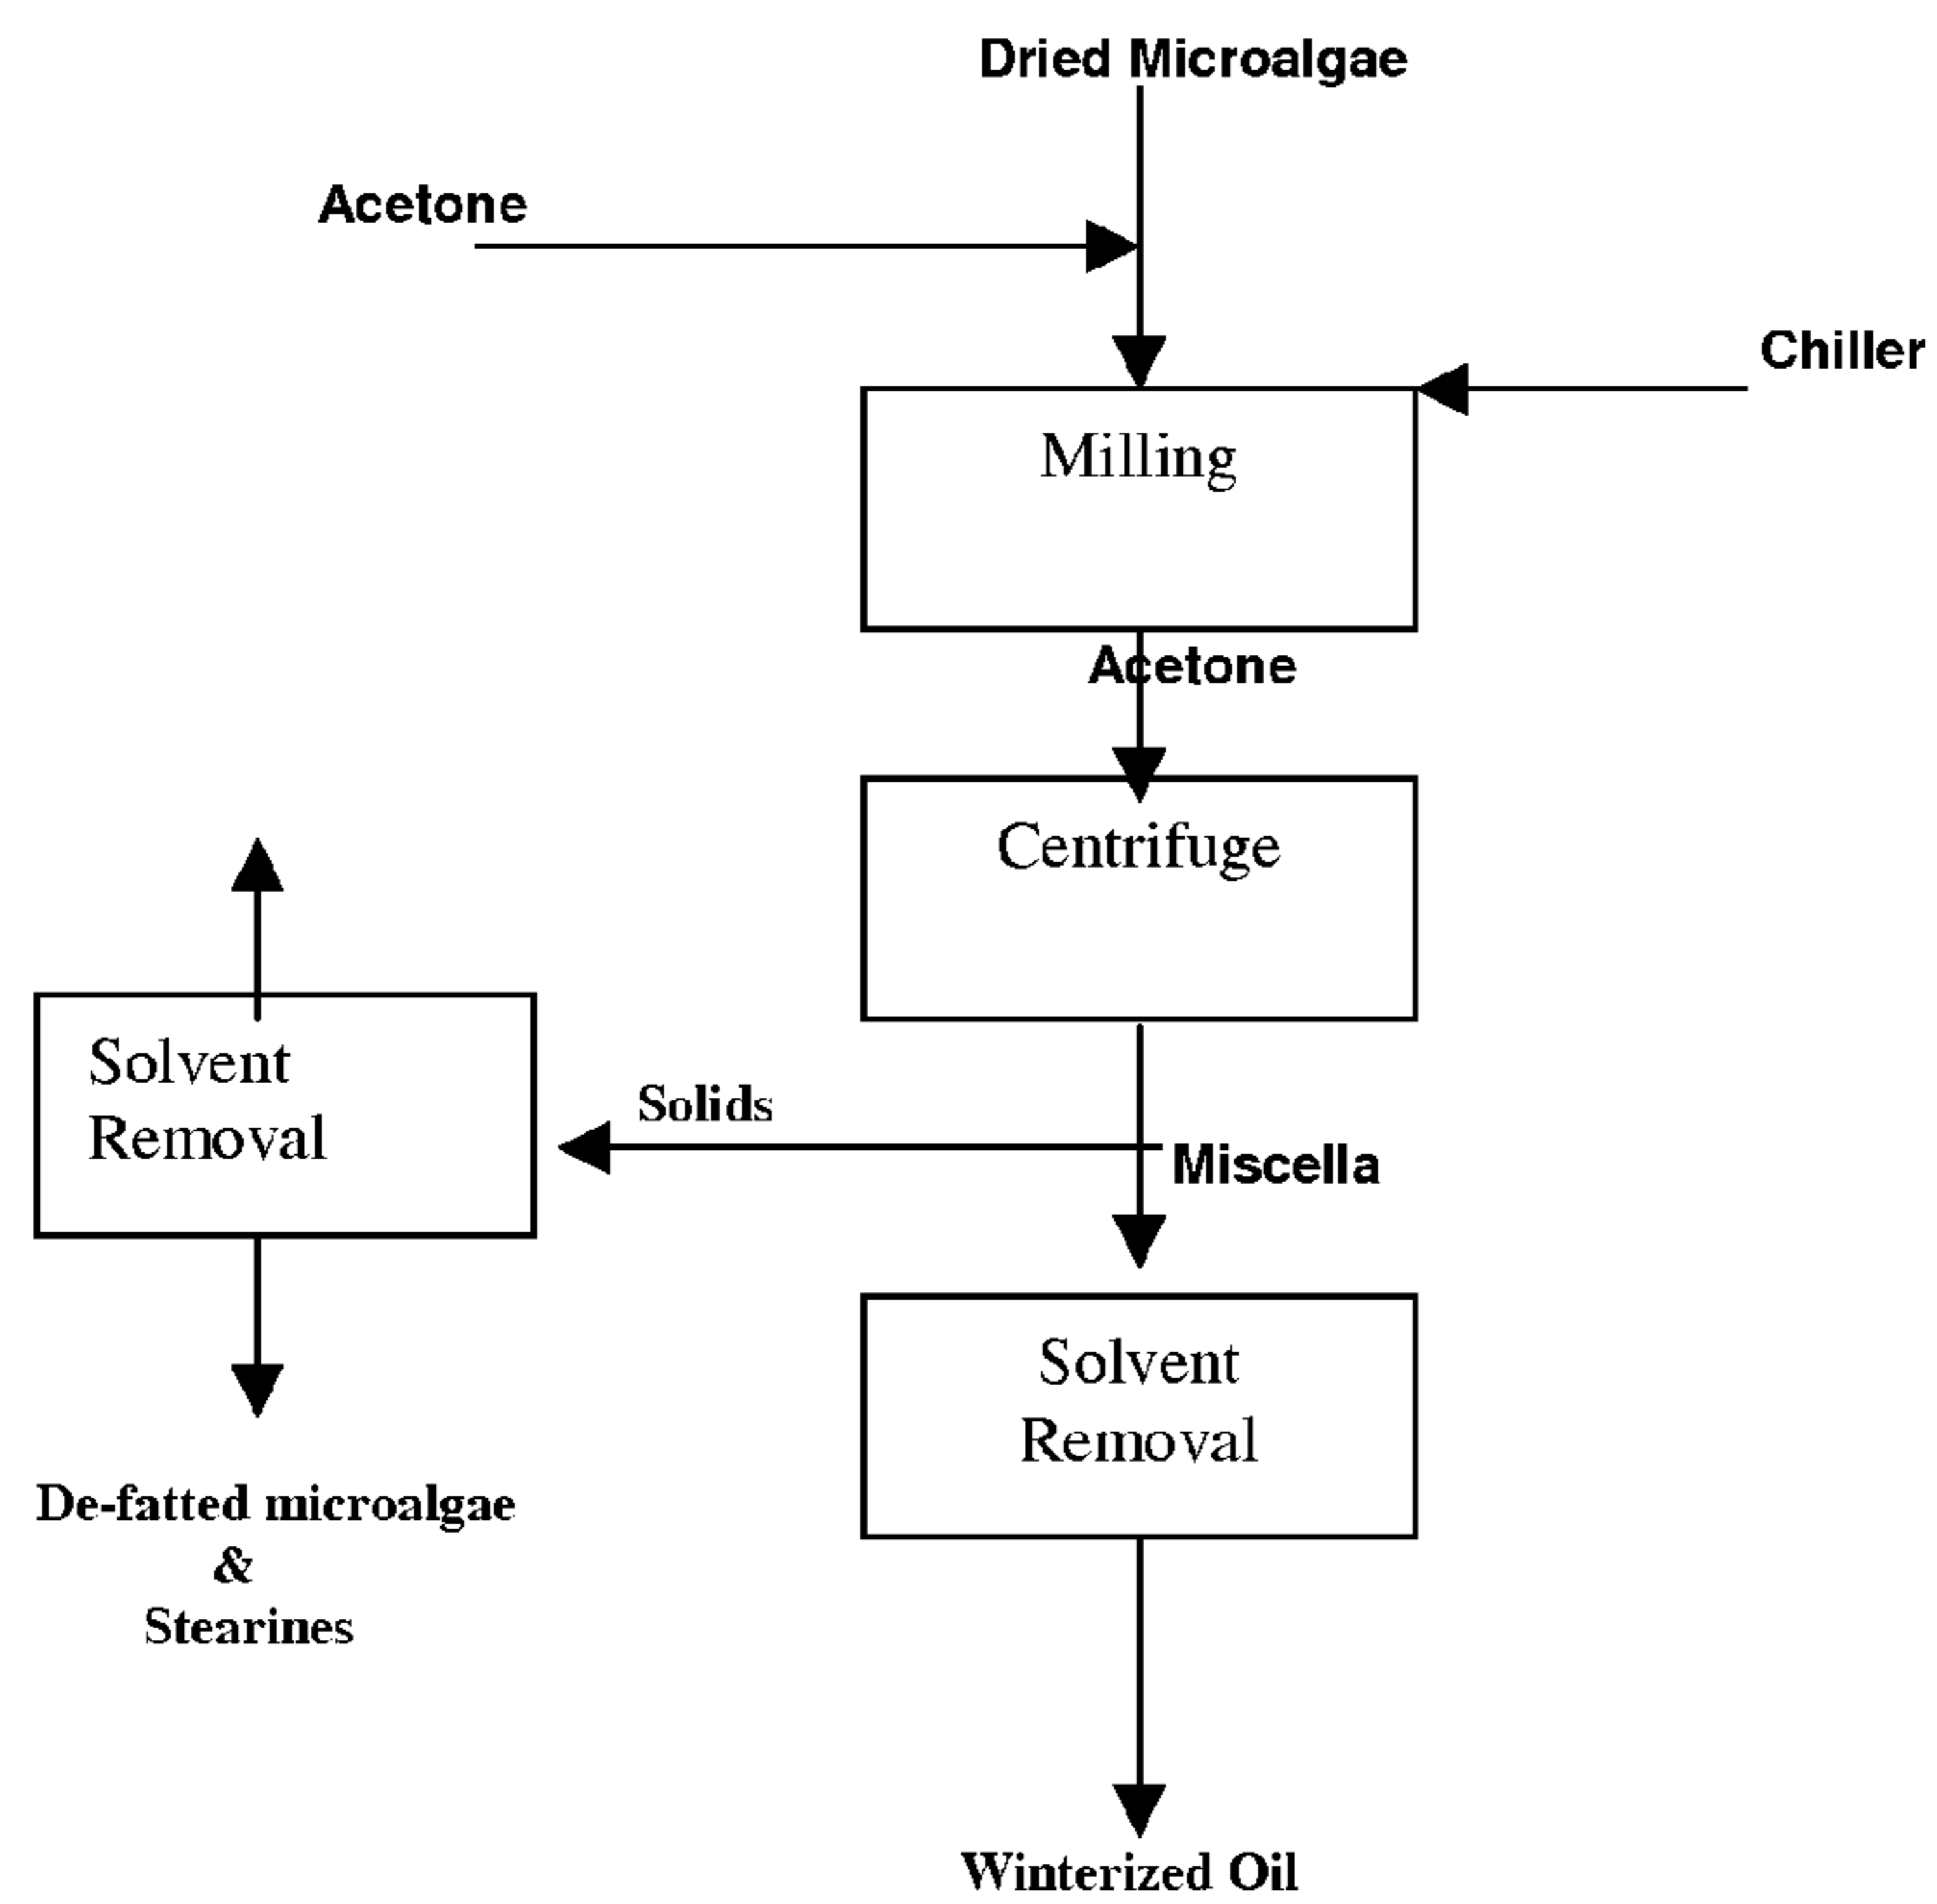 Dried Microalgae
Acetone
Chiller
Milling
Acetone
Centrifuge
Solvent
Removal
Solids
Miscella
Solvent
Removal
De-fatted microalgae
&
Stearines
Winterized Oil